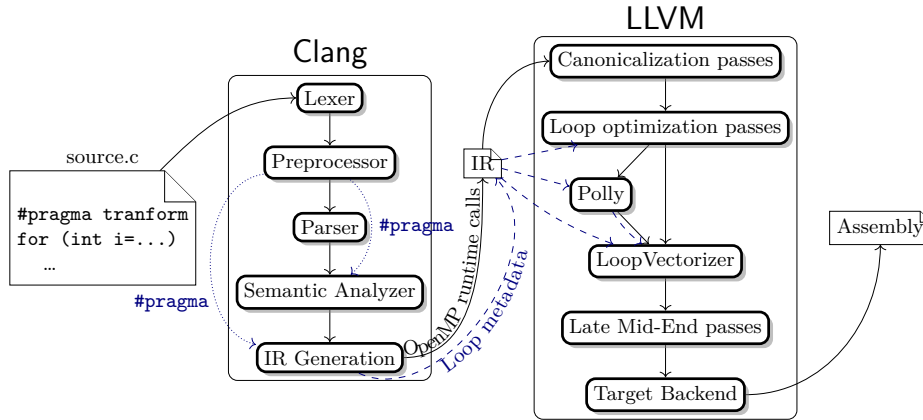 LLVM
Clang
Canonicalization passes
Lexer
Loop optimization passes
source.c
Preprocessor
IR
Polly
#pragma tranform
for (int i=...)
...
Parser
#pragma
Assembly
LoopVectorizer
Semantic Analyzer
#pragma
OpenMP runtime calls
Loop metadata
Late Mid-End passes
IR Generation
Target Backend